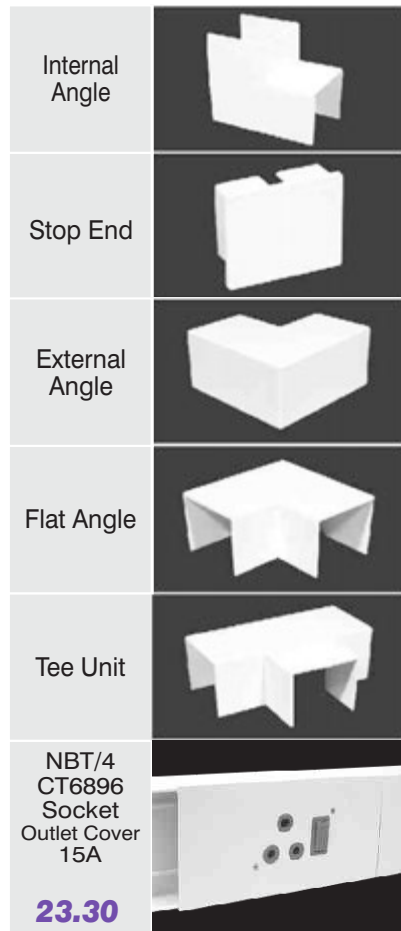 Internal
Angle
Stop End
External
Angle
Flat Angle
Tee Unit
NBT/4
CT6896
Socket
Outlet Cover
15A
23.30